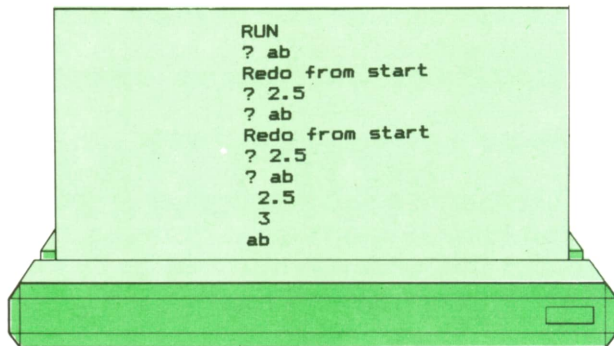 RUN
? ab
Redo from start
? 2.5
? ab
Redo from start
? 2.5
? ab
2.5
3
ab